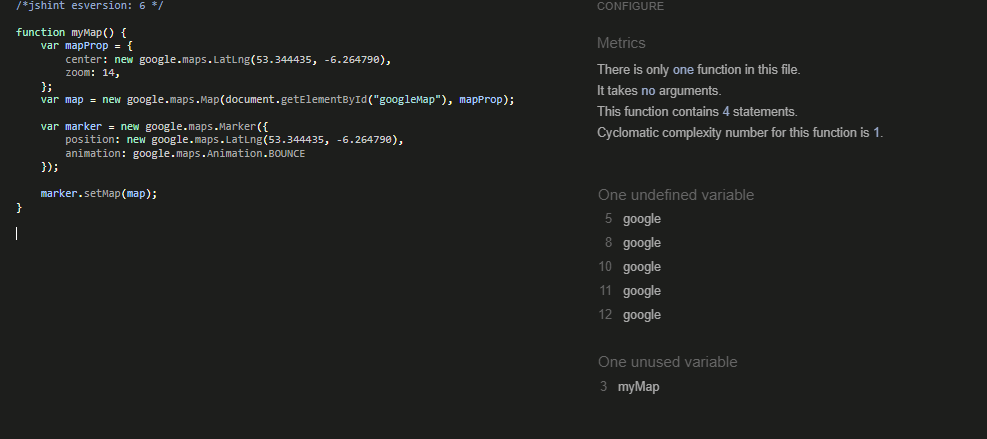 /*jshint esversion: 6 */
function myMap() {
var mapProp = {
center: new google.maps.LatLng(53.344435, -6.264790),
zoom: 14,
};
var map = new google.maps.Map(document.getElementById("googleMap"), mapProp);
var marker = new google.maps.Marker({
position: new google.maps.LatLng(53.344435, -6.264790),
animation: google.maps.Animation.BOUNCE
});
marker.setMap(map);
}
CONFIGURE
Metrics
There is only one function in this file.
It takes no arguments.
This function contains 4 statements.
Cyclomatic complexity number for this function is 1.
One undefined variable
5 google
8 google
10 google
11 google
12 google
One unused variable
3 myMap